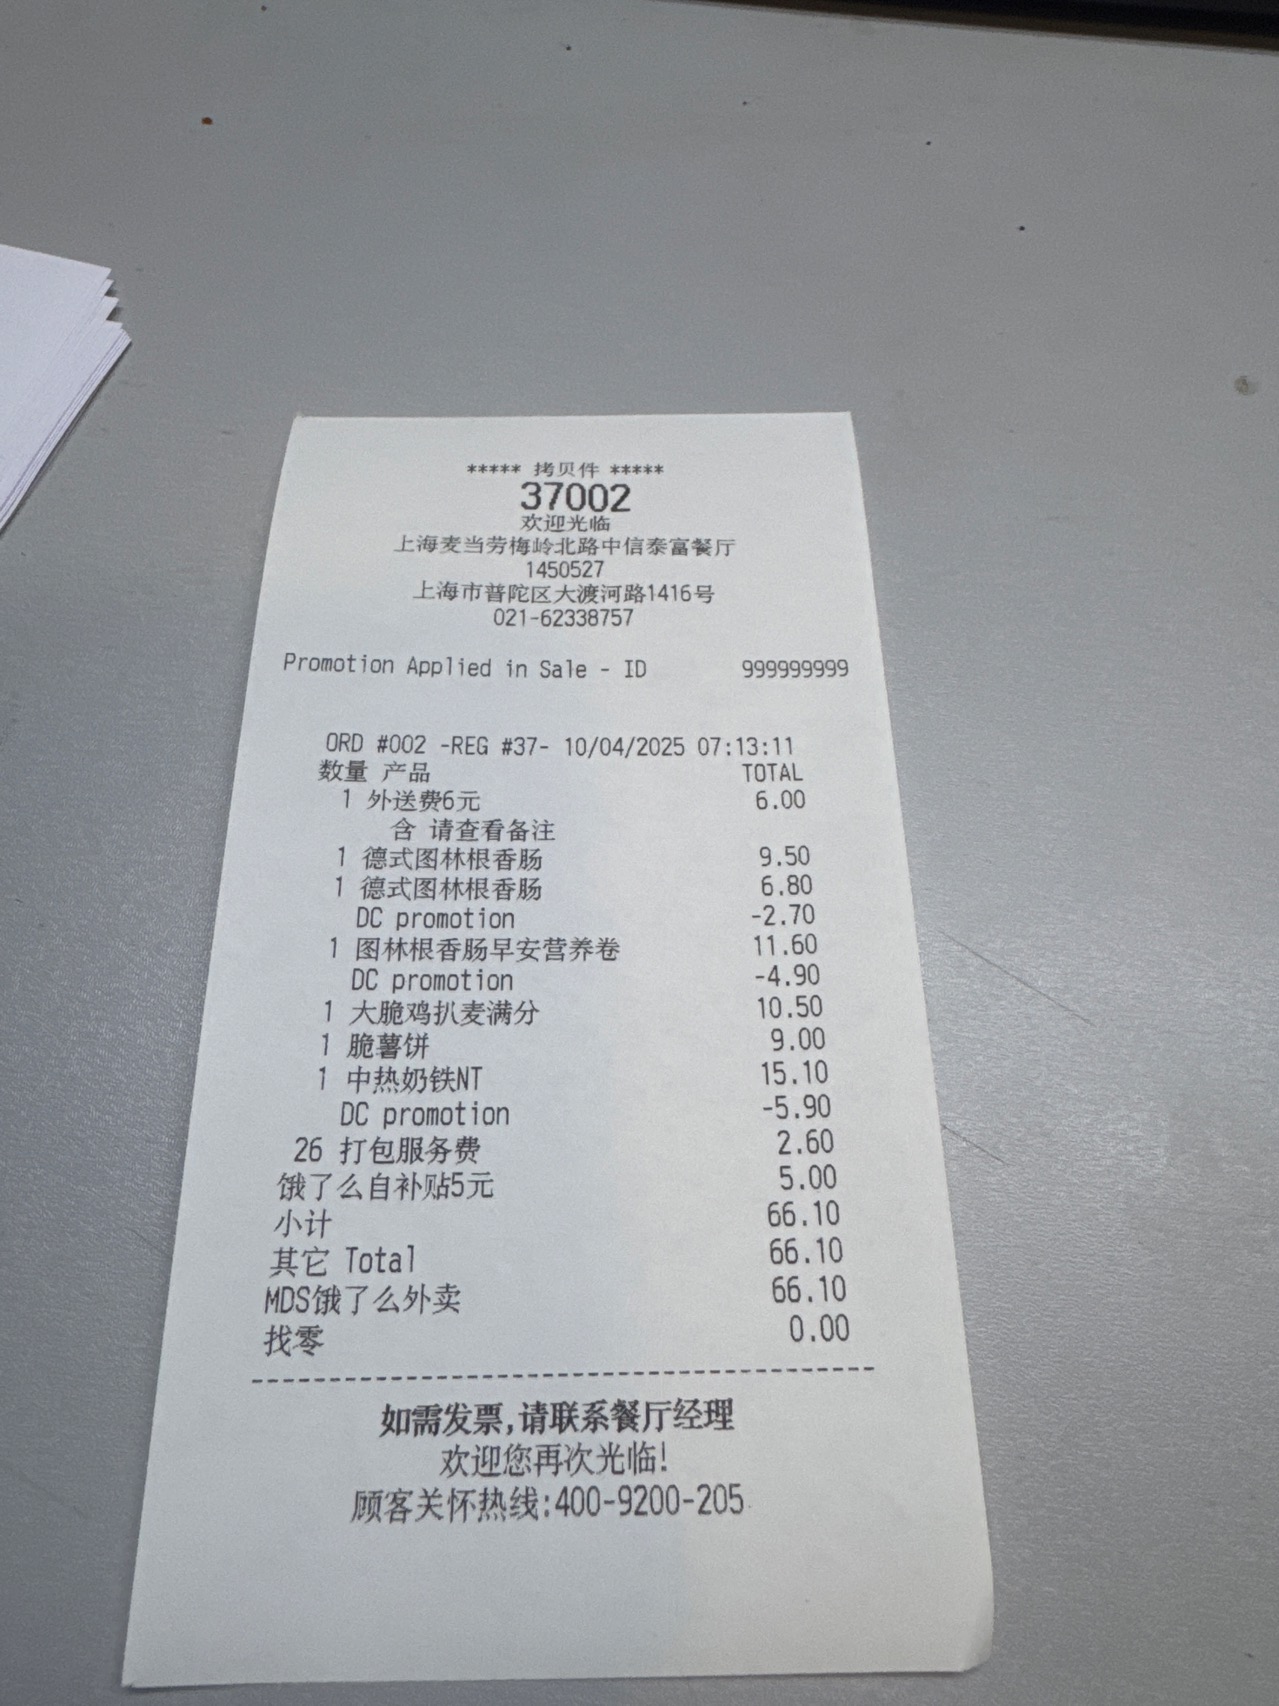 ***** 拷贝件 *****
37002
欢迎光临
上海麦当劳梅岭北路中信泰富餐厅
1450527
上海市普陀区大渡河路1416号
021-62338757
Promotion Applied in Sale - ID 999999999
ORD #002 -REG #37- 10/04/2025 07:13:11
数量 产品 TOTAL
1 外送费6元 6.00
含 请查看备注
1 德式图林根香肠 9.50
1 德式图林根香肠 6.80
DC promotion -2.70
1 图林根香肠早安营养卷 11.60
DC promotion -4.90
1 大脆鸡扒麦满分 10.50
1 脆薯饼 9.00
1 中热奶铁NT 15.10
DC promotion -5.90
26 打包服务费 2.60
饿了么自补贴5元 5.00
小计 66.10
其它 Total 66.10
MDS饿了么外卖 66.10
找零 0.00
--------------------------------
如需发票,请联系餐厅经理
欢迎您再次光临!
顾客关怀热线:400-9200-205